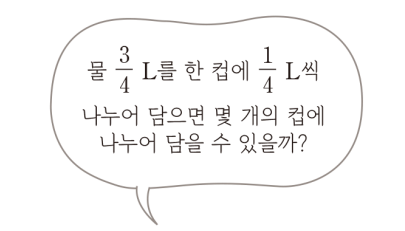 물 3/4 L를 한 컵에 1/4 L씩
나누어 담으면 몇 개의 컵에
나누어 담을 수 있을까?